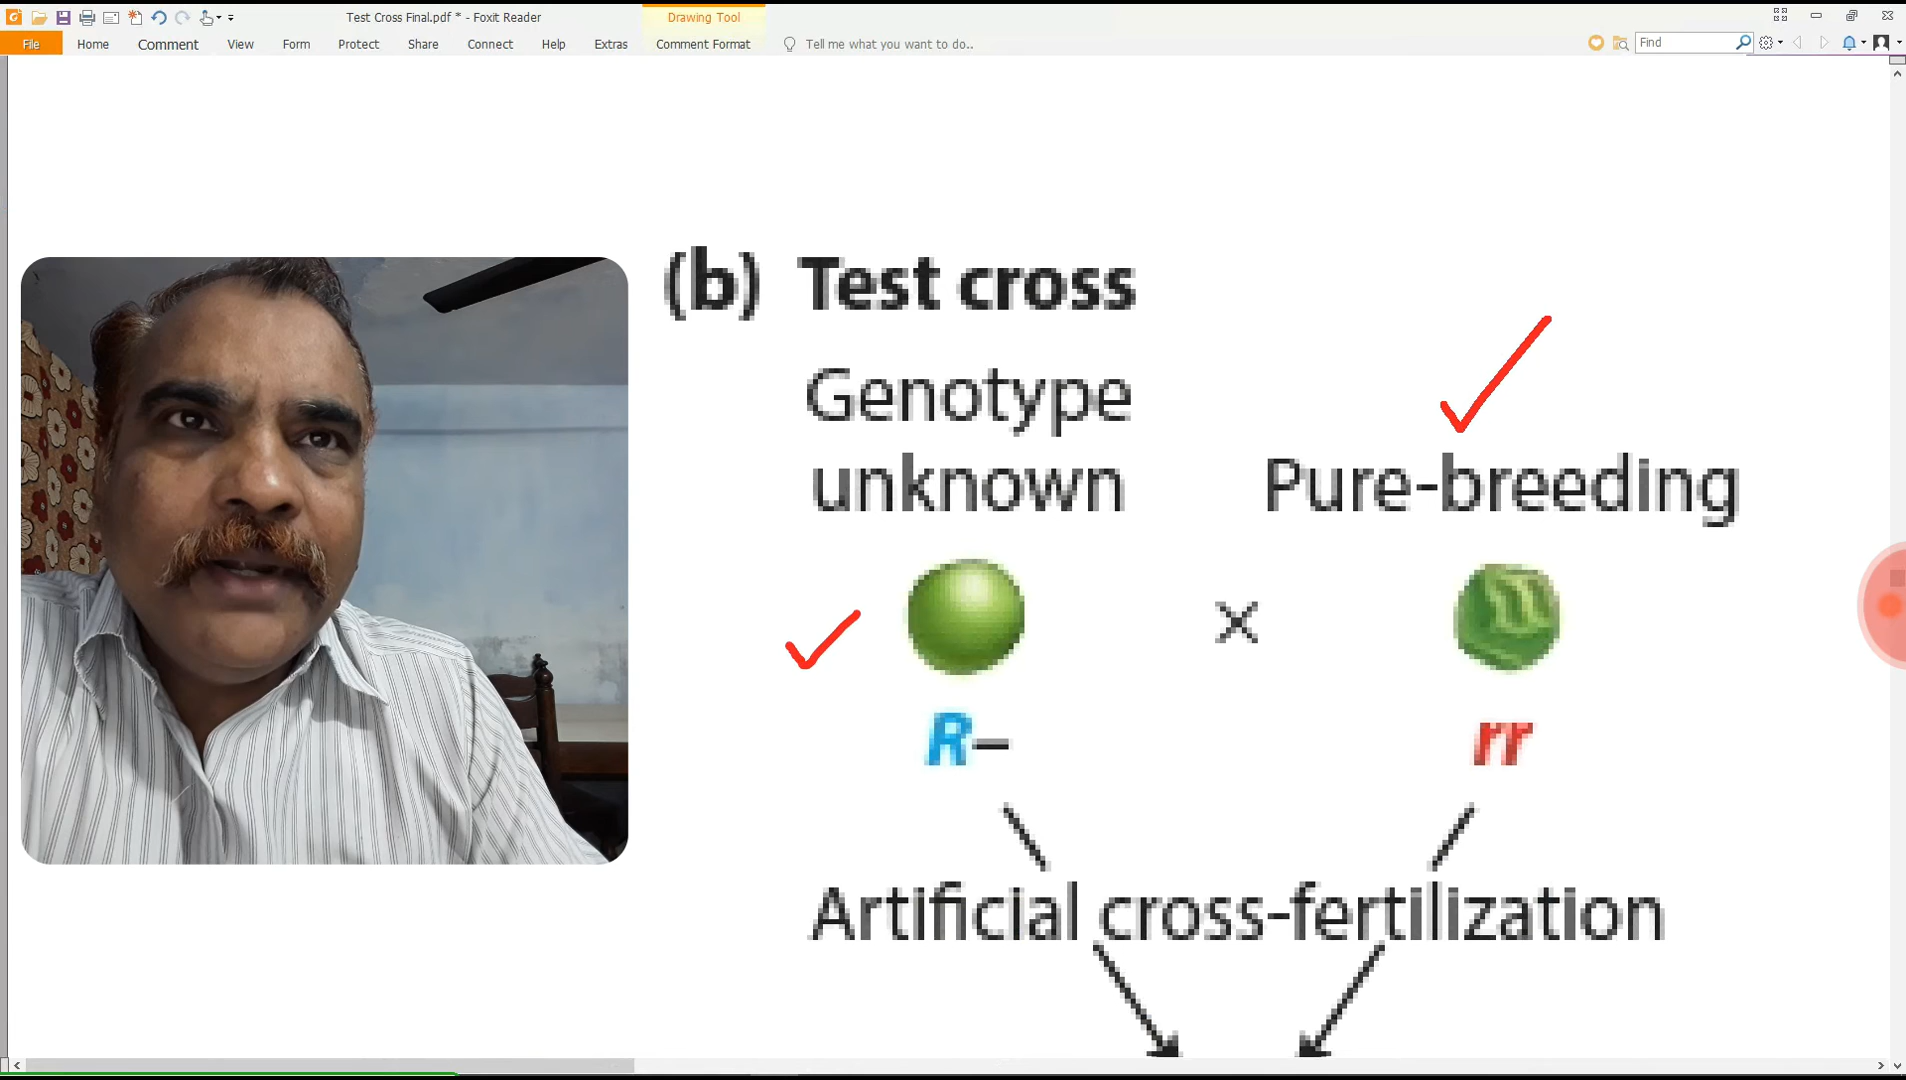 Test Cross Final.pdf * - Foxit Reader
Drawing Tool
File Home Comment View Form Protect Share Connect Help Extras Comment Format Tell me what you want to do.. Find
(b) Test cross
Genotype
unknown
Pure-breeding
×
R– rr
Artificial cross-fertilization